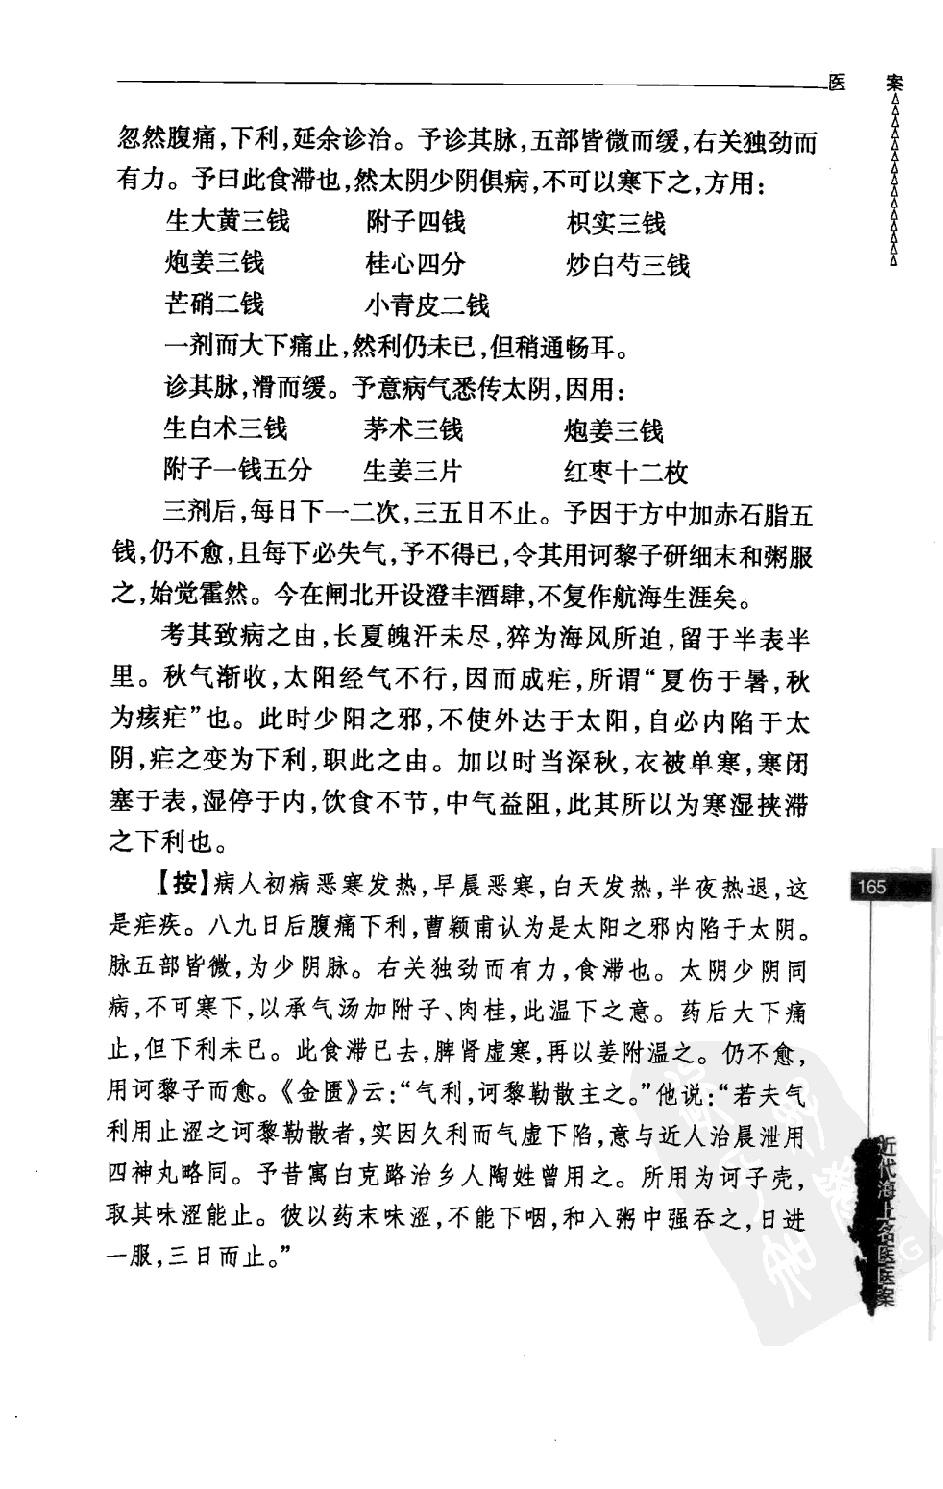 医　案
忽然腹痛,下利,延余诊治。予诊其脉,五部皆微而缓,右关独劲而
有力。予曰此食滞也,然太阴少阴俱病,不可以寒下之,方用:
生大黄三钱　附子四钱　枳实三钱
炮姜三钱　桂心四分　炒白芍三钱
芒硝二钱　小青皮二钱
一剂而大下痛止,然利仍未已,但稍通畅耳。
诊其脉,滑而缓。予意病气悉传太阴,因用:
生白术三钱　茅术三钱　炮姜三钱
附子一钱五分　生姜三片　红枣十二枚
三剂后,每日下一二次,三五日不止。予因于方中加赤石脂五
钱,仍不愈,且每下必失气,予不得已,令其用诃黎子研细末和粥服
之,始觉霍然。今在闸北开设澄丰酒肆,不复作航海生涯矣。
考其致病之由,长夏魄汗未尽,猝为海风所迫,留于半表半
里。秋气渐收,太阳经气不行,因而成疟,所谓“夏伤于暑,秋
为痎疟”也。此时少阳之邪,不使外达于太阳,自必内陷于太
阴,疟之变为下利,职此之由。加以时当深秋,衣被单寒,寒闭
塞于表,湿停于内,饮食不节,中气益阻,此其所以为寒湿挟滞
之下利也。
【按】病人初病恶寒发热,早晨恶寒,白天发热,半夜热退,这
是疟疾。八九日后腹痛下利,曹颖甫认为是太阳之邪内陷于太阴。
脉五部皆微,为少阴脉。右关独劲而有力,食滞也。太阴少阴同
病,不可寒下,以承气汤加附子、肉桂,此温下之意。药后大下痛
止,但下利未已。此食滞已去,脾肾虚寒,再以姜附温之。仍不愈,
用诃黎子而愈。《金匮》云:“气利,诃黎勒散主之。”他说:“若夫气
利用止涩之诃黎勒散者,实因久利而气虚下陷,意与近人治晨泄用
四神丸略同。予昔寓白克路治乡人陶姓曾用之。所用为诃子壳,
取其味涩能止。彼以药末味涩,不能下咽,和入粥中强吞之,日进
一服,三日而止。”
165
近代海上名医医案